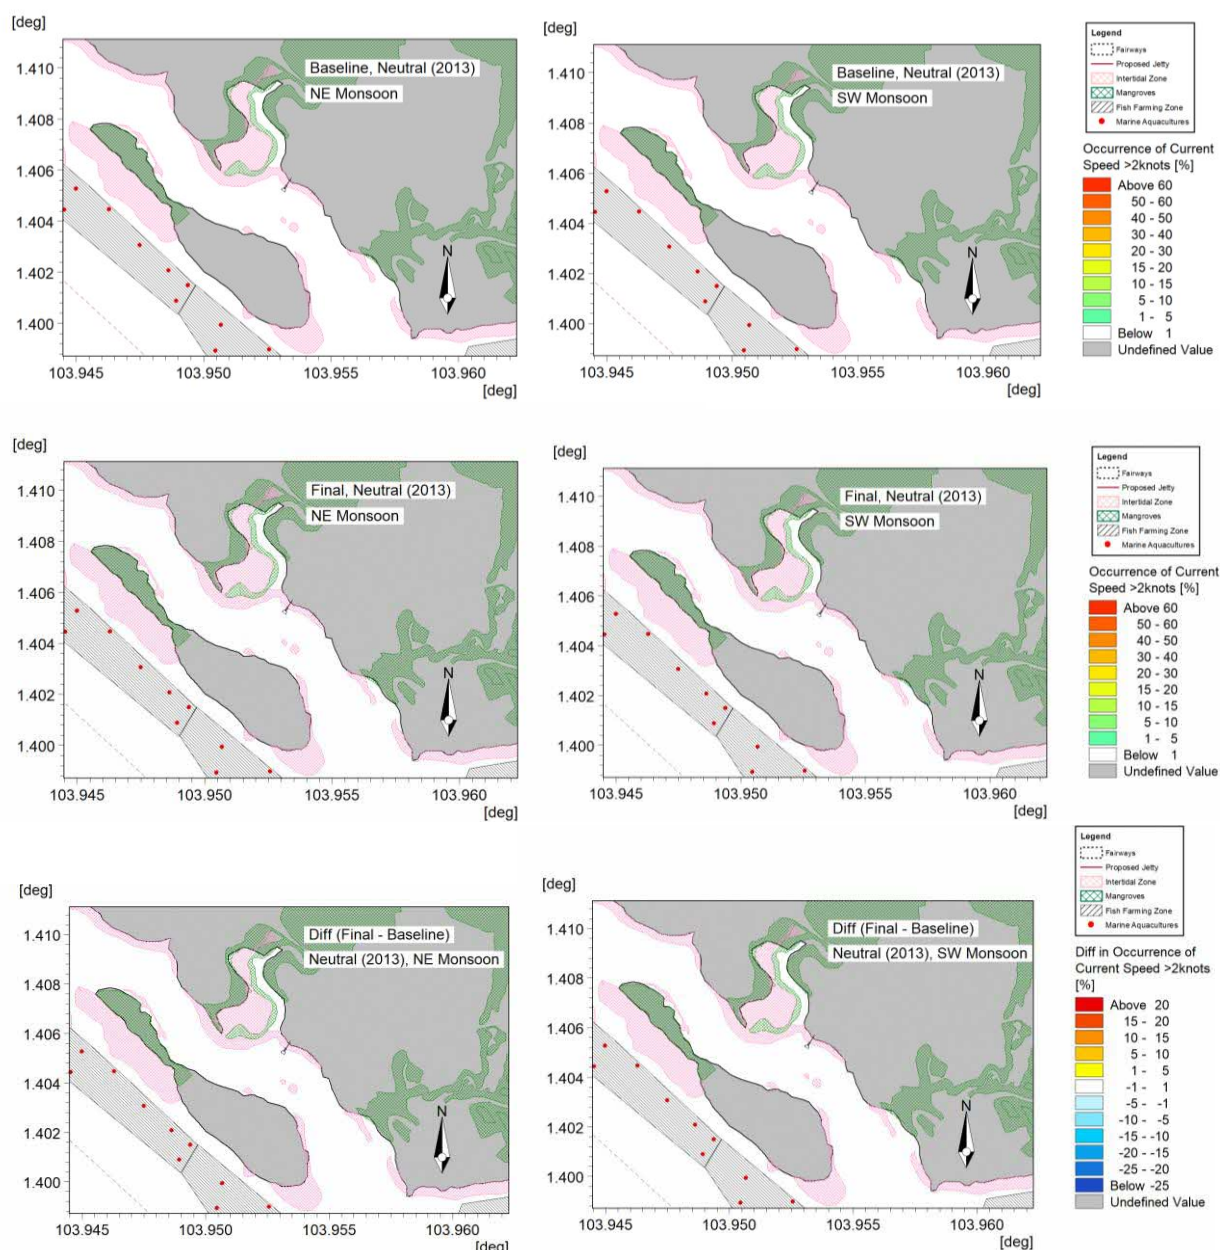 [deg]
1.410
1.408
1.406
1.404
1.402
1.400
Baseline, Neutral (2013)
NE Monsoon
N
103.945
103.950
103.955
103.960
[deg]
[deg]
1.410
1.408
1.406
1.404
1.402
1.400
Baseline, Neutral (2013)
SW Monsoon
N
103.945
103.950
103.955
103.960
[deg]
Legend
Fairways
Proposed Jetty
Intertidal Zone
Mangroves
Fish Farming Zone
Marine Aquacultures
Occurrence of Current
Speed >2knots [%]
Above 60
50 - 60
40 - 50
30 - 40
20 - 30
15 - 20
10 - 15
5 - 10
1 - 5
Below 1
Undefined Value
[deg]
1.410
1.408
1.406
1.404
1.402
1.400
Final, Neutral (2013)
NE Monsoon
N
103.945
103.950
103.955
103.960
[deg]
[deg]
1.410
1.408
1.406
1.404
1.402
1.400
Final, Neutral (2013)
SW Monsoon
N
103.945
103.950
103.955
103.960
[deg]
Legend
Fairways
Proposed Jetty
Intertidal Zone
Mangroves
Fish Farming Zone
Marine Aquacultures
Occurrence of Current
Speed >2knots [%]
Above 60
50 - 60
40 - 50
30 - 40
20 - 30
15 - 20
10 - 15
5 - 10
1 - 5
Below 1
Undefined Value
[deg]
1.410
1.408
1.406
1.404
1.402
1.400
Diff (Final - Baseline)
Neutral (2013), NE Monsoon
N
103.945
103.950
103.955
103.960
[deg]
[deg]
1.410
1.408
1.406
1.404
1.402
1.400
Diff (Final - Baseline)
Neutral (2013), SW Monsoon
N
103.945
103.950
103.955
103.960
[deg]
Legend
Fairways
Proposed Jetty
Intertidal Zone
Mangroves
Fish Farming Zone
Marine Aquacultures
Diff in Occurrence of
Current Speed >2knots
[%]
Above 20
15 - 20
10 - 15
5 - 10
1 - 5
-1 - 1
-5 - -1
-10 - -5
-15 - -10
-20 - -15
-25 - -20
Below -25
Undefined Value